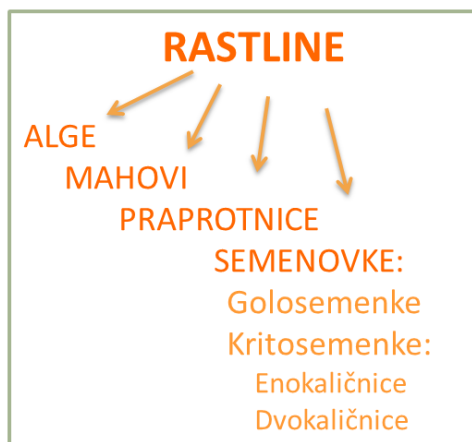 RASTLINE
ALGE
MAHOVI
PRAPROTNICE
SEMENOVKE:
Golosemenke
Kritosemenke:
Enokaličnice
Dvokaličnice